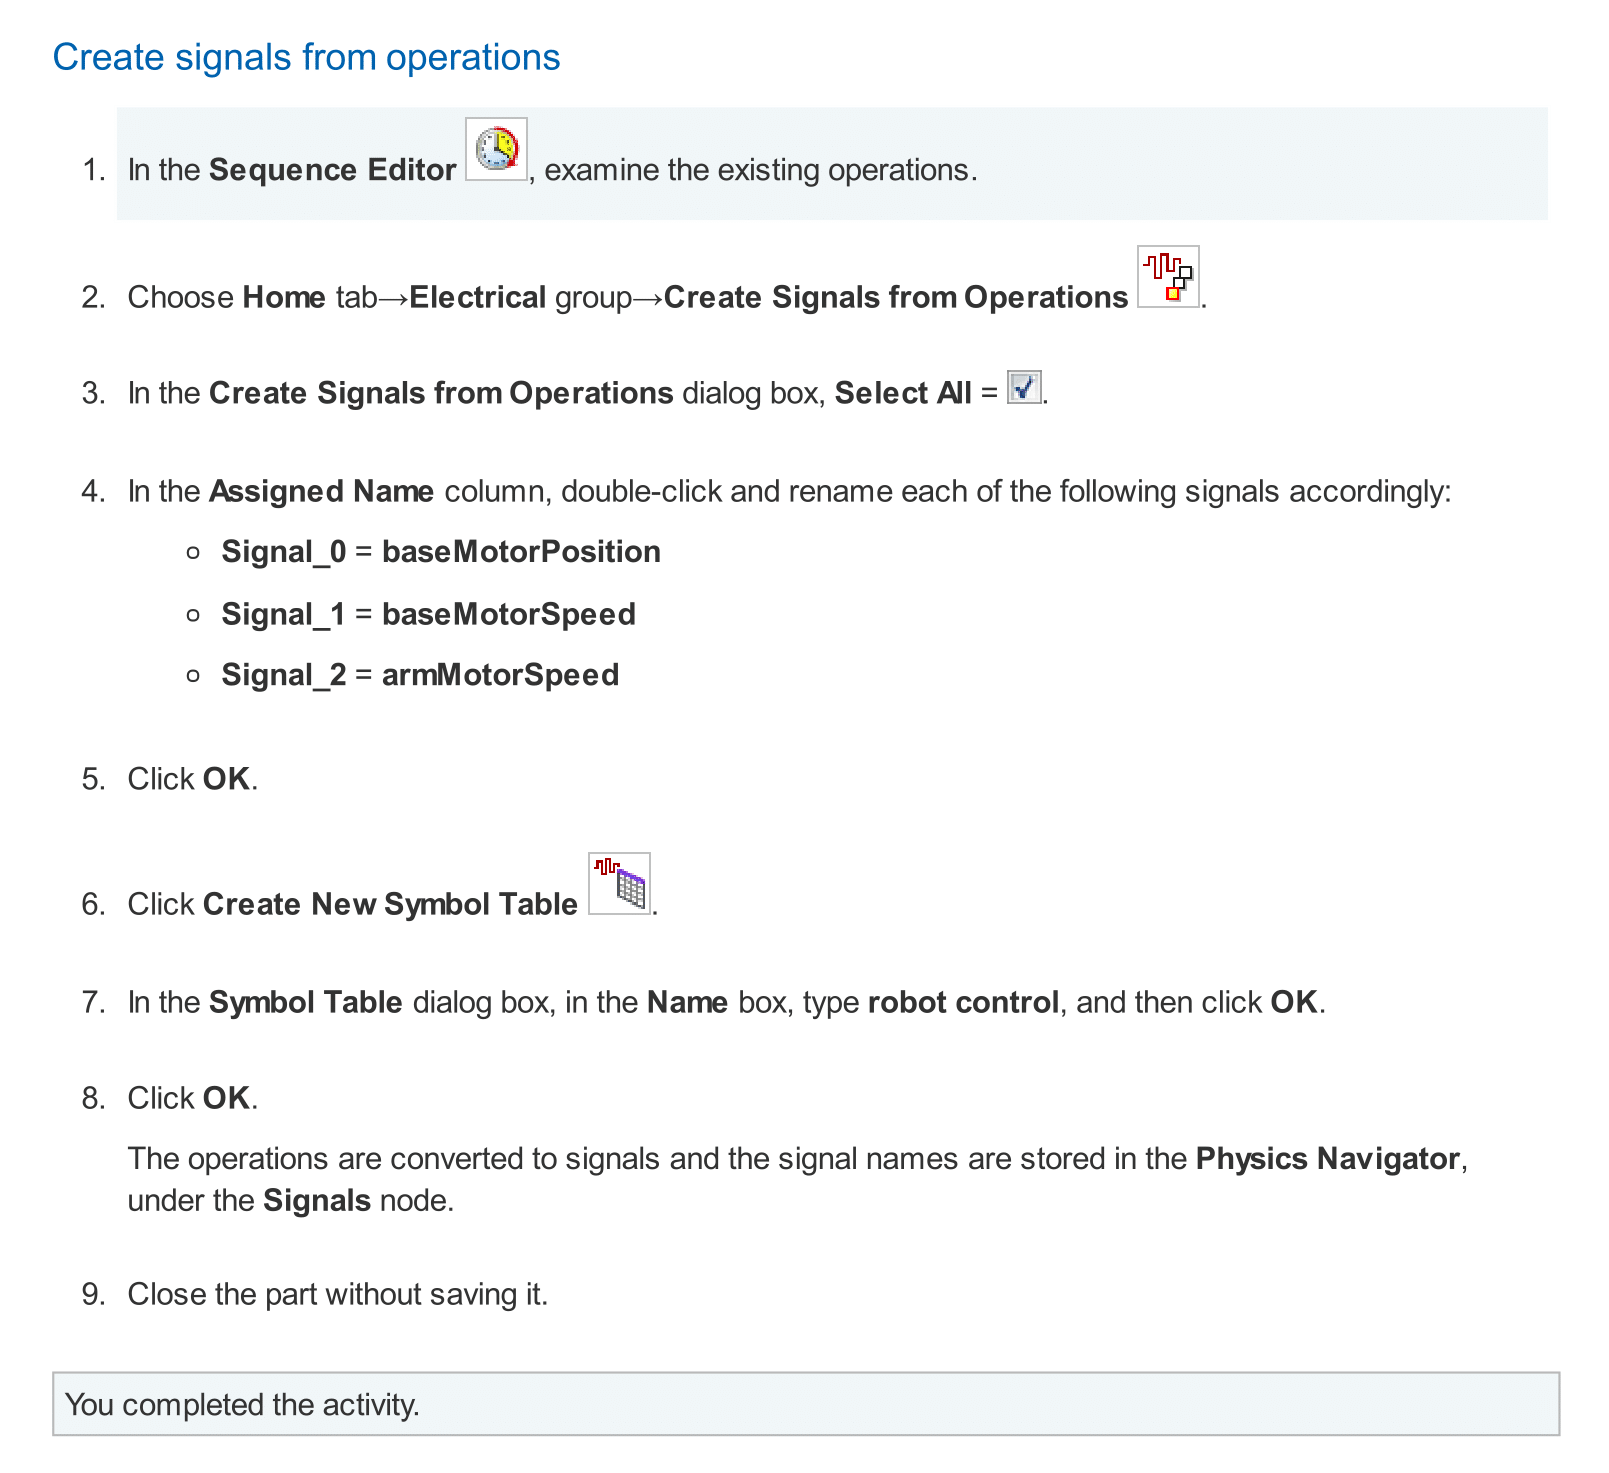 Create signals from operations
1. In the Sequence Editor , examine the existing operations.
2. Choose Home tab→Electrical group→Create Signals from Operations .
3. In the Create Signals from Operations dialog box, Select All = .
4. In the Assigned Name column, double-click and rename each of the following signals accordingly:
○ Signal_0 = baseMotorPosition
○ Signal_1 = baseMotorSpeed
○ Signal_2 = armMotorSpeed
5. Click OK.
6. Click Create New Symbol Table .
7. In the Symbol Table dialog box, in the Name box, type robot control, and then click OK.
8. Click OK.
The operations are converted to signals and the signal names are stored in the Physics Navigator,
under the Signals node.
9. Close the part without saving it.
You completed the activity.